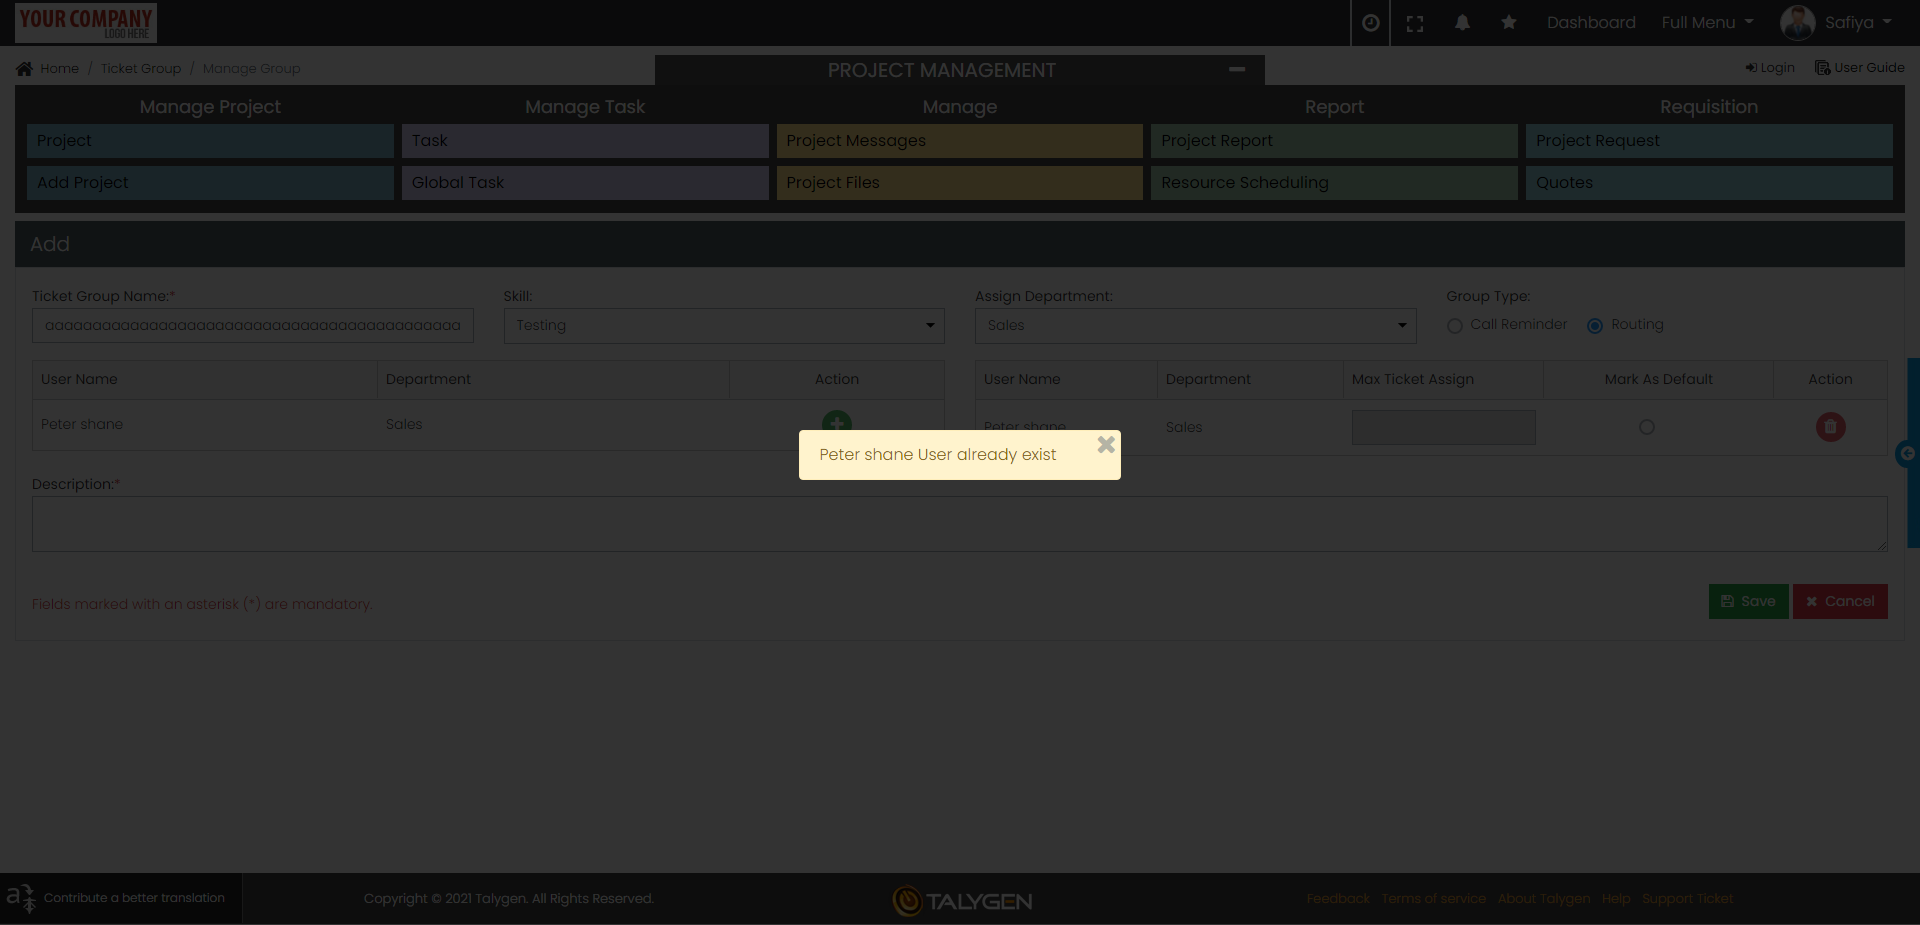 YOUR COMPANY
LOGO HERE
Dashboard Full Menu Safiya
Home / Ticket Group / Manage Group
PROJECT MANAGEMENT
Login User Guide
Manage Project Manage Task Manage Report Requisition
Project Task Project Messages Project Report Project Request
Add Project Global Task Project Files Resource Scheduling Quotes
Add
Ticket Group Name:* Skill: Assign Department: Group Type:
aaaaaaaaaaaaaaaaaaaaaaaaaaaaaaaaaaaaaaaaaaaa Testing Sales Call Reminder Routing
User Name Department Action User Name Department Max Ticket Assign Mark As Default Action
Peter shane Sales Peter shane Sales
Peter shane User already exist
Description:*
Fields marked with an asterisk (*) are mandatory.
Save Cancel
Contribute a better translation
Copyright © 2021 Talygen. All Rights Reserved.
TALYGEN
Feedback Terms of service About Talygen Help Support Ticket